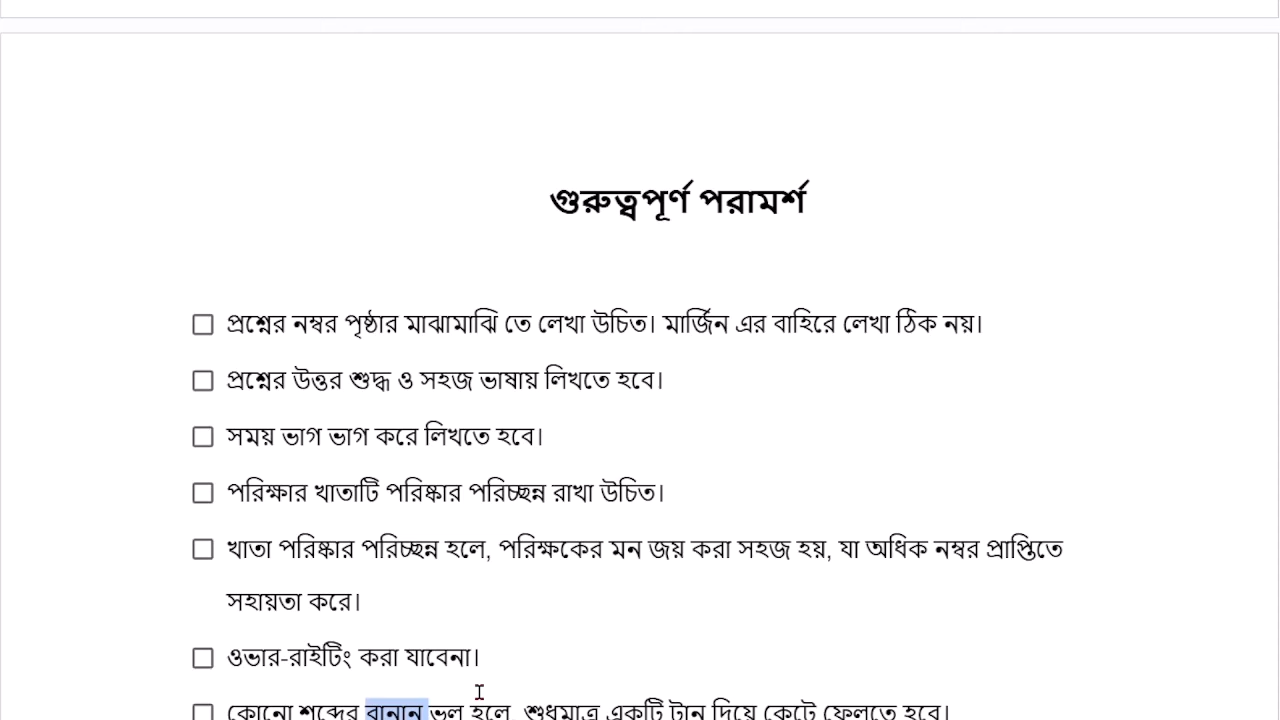 গুরুত্বপূর্ণ পরামর্শ
প্রশ্নের নম্বর পৃষ্ঠার মাঝামাঝি তে লেখা উচিত। মার্জিন এর বাহিরে লেখা ঠিক নয়।
প্রশ্নের উত্তর শুদ্ধ ও সহজ ভাষায় লিখতে হবে।
সময় ভাগ ভাগ করে লিখতে হবে।
পরিক্ষার খাতাটি পরিষ্কার পরিচ্ছন্ন রাখা উচিত।
খাতা পরিষ্কার পরিচ্ছন্ন হলে, পরিক্ষকের মন জয় করা সহজ হয়, যা অধিক নম্বর প্রাপ্তিতে
সহায়তা করে।
ওভার-রাইটিং করা যাবেনা।
কোনো শব্দের বানান ভুল হলে, শুধুমাত্র একটি টান দিয়ে কেটে ফেলতে হবে।